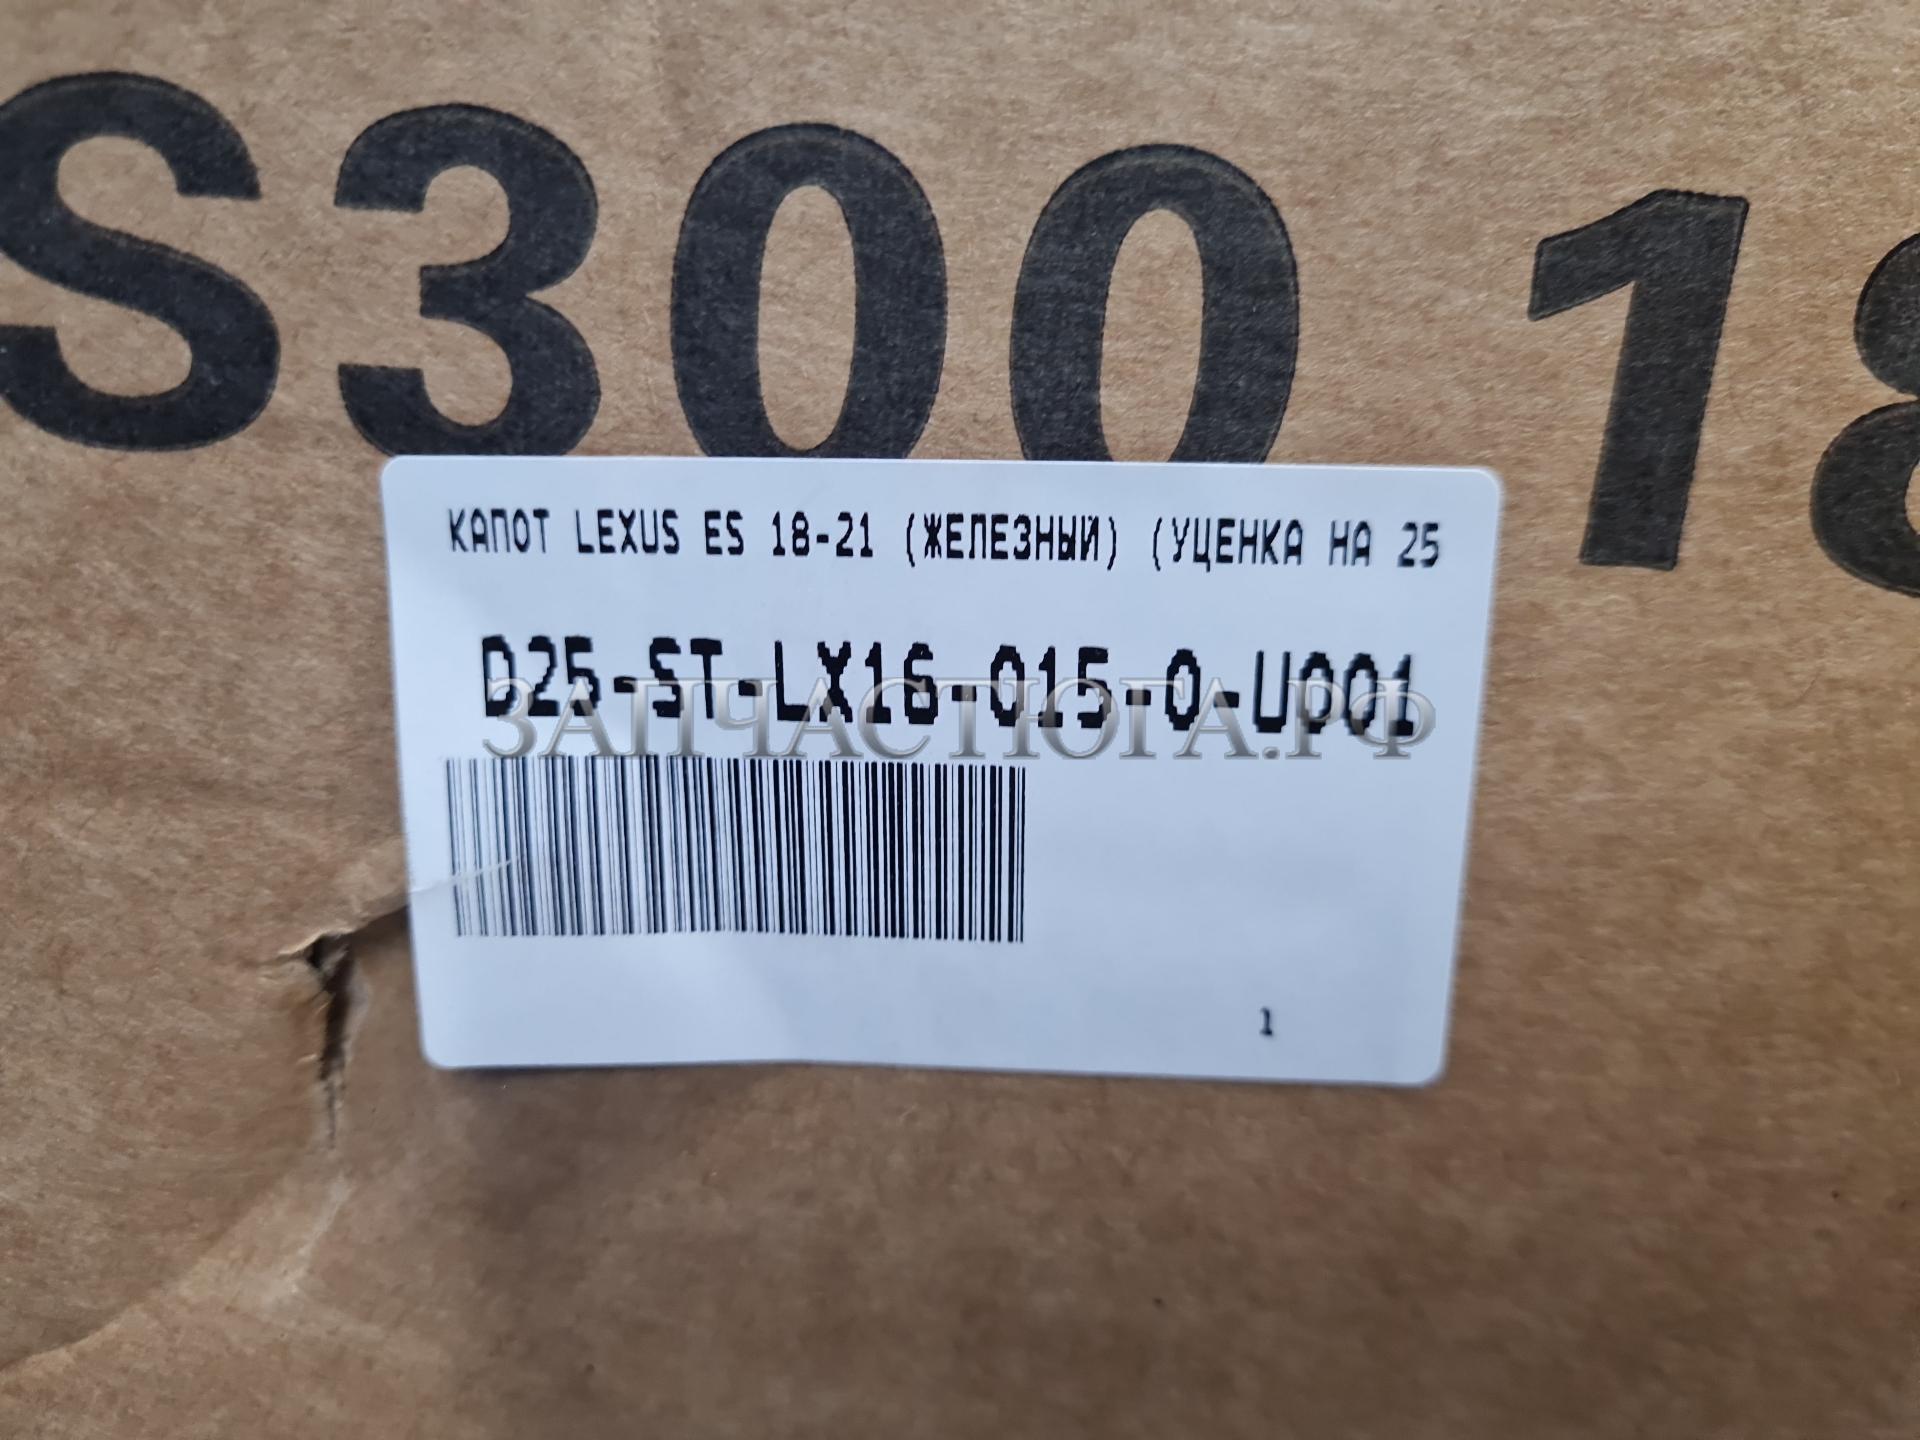 S300 18
КАПОТ LEXUS ES 18-21 (ЖЕЛЕЗНЫЙ) (УЦЕНКА НА 25
D25-ST-LX16-015-0-U001
ЗАПЧАСТЮГА.РФ
1